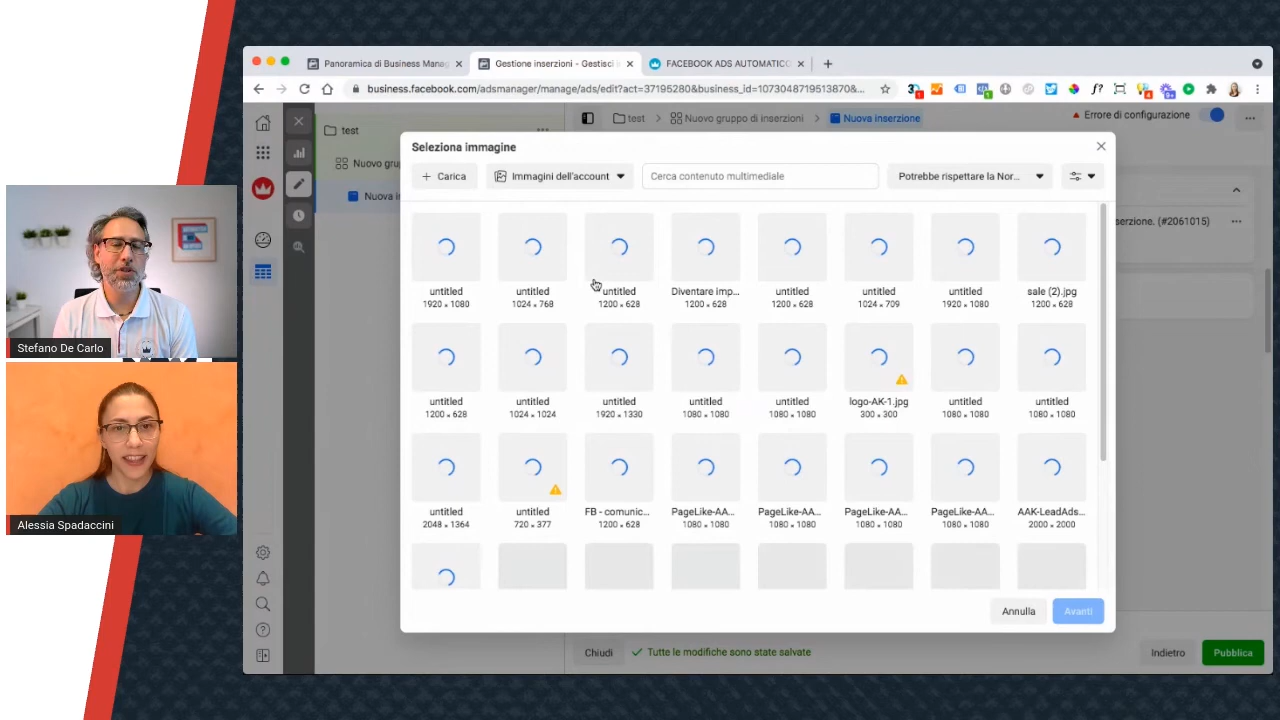 Panoramica di Business Manag
Gestione inserzioni - Gestisci i
FACEBOOK ADS AUTOMATICO
business.facebook.com/adsmanager/manage/ads/edit?act=37195280&business_id=10730487195138​70&...
test
Nuovo gru
Nuova i
test > Nuovo gruppo di inserzioni > Nuova inserzione
Errore di configurazione
serzione. (#2061015)
Seleziona immagine
+ Carica
Immagini dell'account
Cerca contenuto multimediale
Potrebbe rispettare la Nor...
untitled untitled untitled Diventare imp... untitled untitled untitled sale (2).jpg
1920 × 1080 1024 × 768 1200 × 628 1200 × 628 1200 × 628 1024 × 709 1920 × 1080 1200 × 628
untitled untitled untitled untitled untitled logo-AK-1.jpg untitled untitled
1200 × 628 1024 × 1024 1920 × 1330 1080 × 1080 1080 × 1080 300 × 300 1080 × 1080 1080 × 1080
untitled untitled FB - comunic... PageLike-AA... PageLike-AA... PageLike-AA... PageLike-AA... AAK-LeadAds...
2048 × 1364 720 × 377 1200 × 628 1080 × 1080 1080 × 1080 1080 × 1080 1080 × 1080 2000 × 2000
Annulla
Avanti
Chiudi
Tutte le modifiche sono state salvate
Indietro
Pubblica
Stefano De Carlo
Alessia Spadaccini